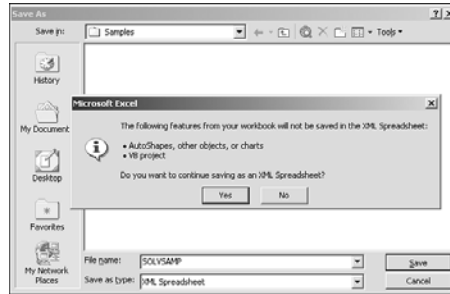 Save As
Save in:
Samples
Tools
History
My Document
Desktop
Favorites
My Network
Places
Microsoft Excel
The following features from your workbook will not be saved in the XML Spreadsheet:
• AutoShapes, other objects, or charts
• VB project
Do you want to continue saving as an XML Spreadsheet?
Yes No
File name: SOLVSAMP Save
Save as type: XML Spreadsheet Cancel